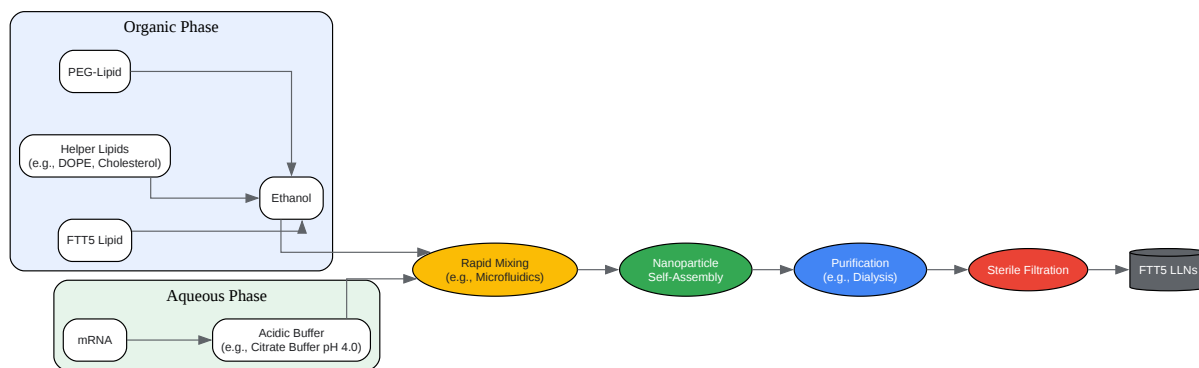 Organic Phase
PEG-Lipid
Helper Lipids
(e.g., DOPE, Cholesterol)
Ethanol
FTT5 Lipid
Aqueous Phase
mRNA
Acidic Buffer
(e.g., Citrate Buffer pH 4.0)
Rapid Mixing
(e.g., Microfluidics)
Nanoparticle
Self-Assembly
Purification
(e.g., Dialysis)
Sterile Filtration
FTT5 LLNs